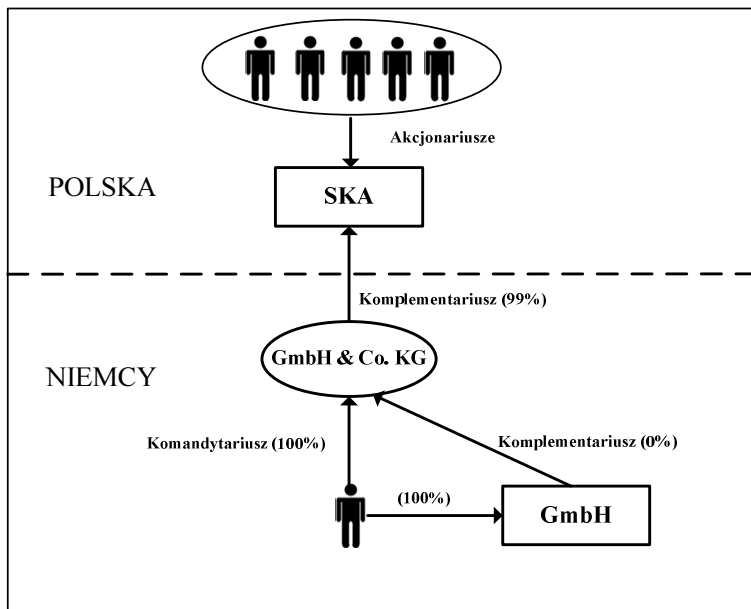 Akcjonariusze
POLSKA
SKA
Komplementariusz (99%)
GmbH & Co. KG
NIEMCY
Komandytariusz (100%)
Komplementariusz (0%)
(100%)
GmbH